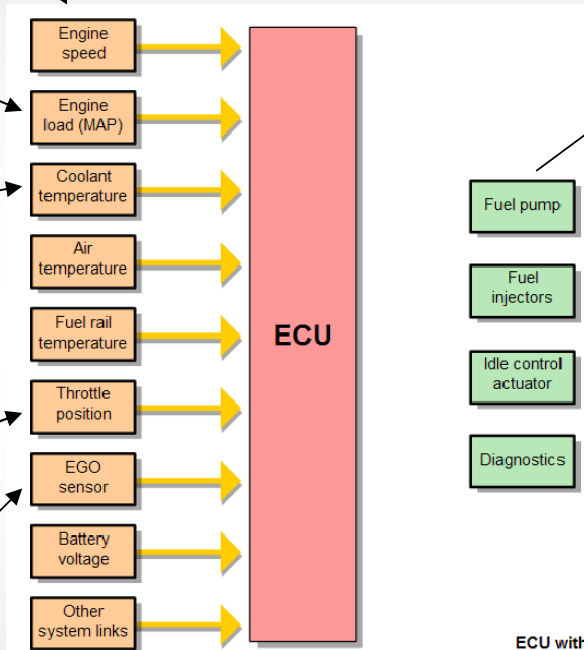 Engine
speed
Engine
load (MAP)
Coolant
temperature
Air
temperature
Fuel rail
temperature
Throttle
position
EGO
sensor
Battery
voltage
Other
system links
ECU
Fuel pump
Fuel
injectors
Idle control
actuator
Diagnostics
ECU with